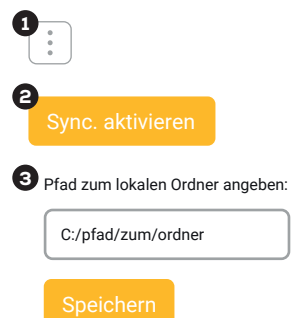 1
2
Sync. aktivieren
3 Pfad zum lokalen Ordner angeben:
C:/pfad/zum/ordner
Speichern